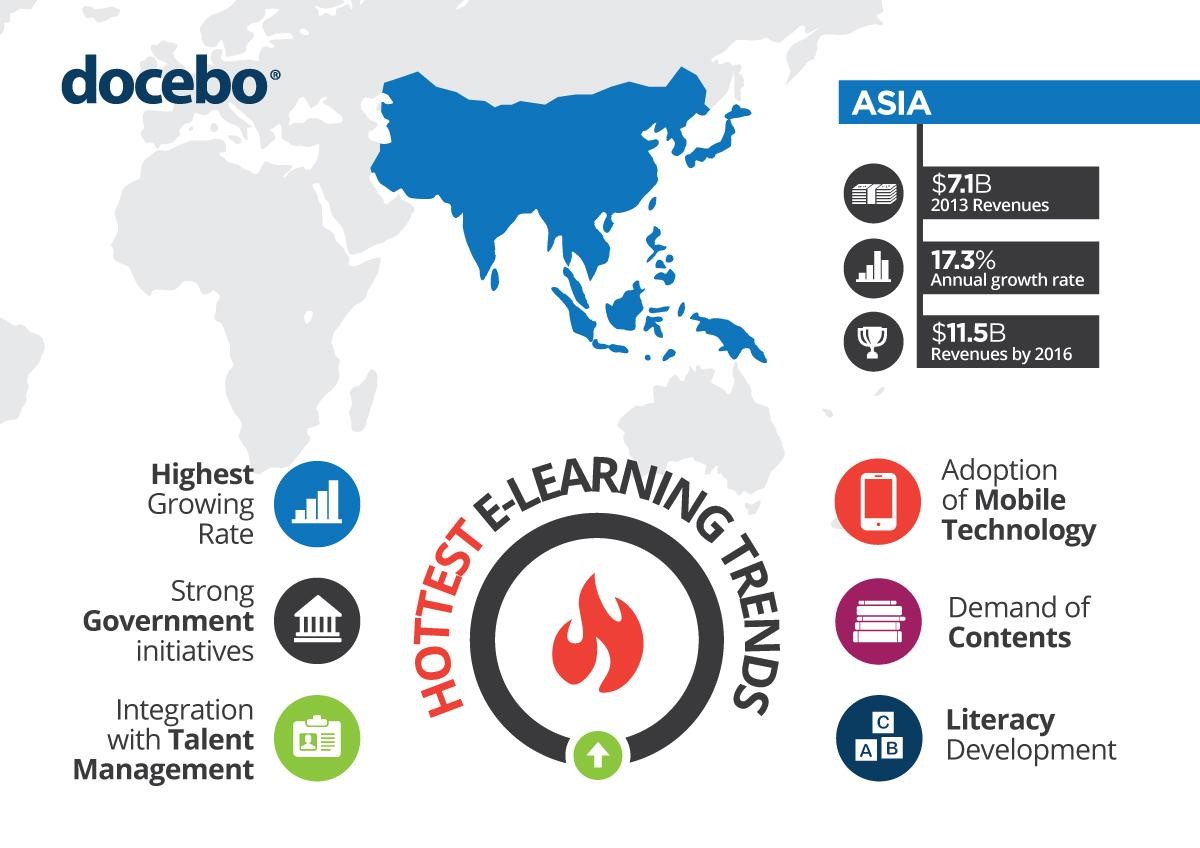 docebo®
ASIA
$7.1B
2013 Revenues
17.3%
Annual growth rate
$11.5B
Revenues by 2016
Highest
Growing
Rate
Strong
Government
initiatives
Integration
with Talent
Management
HOTTEST E-LEARNING TRENDS
Adoption
of Mobile
Technology
Demand of
Contents
C
A B
Literacy
Development